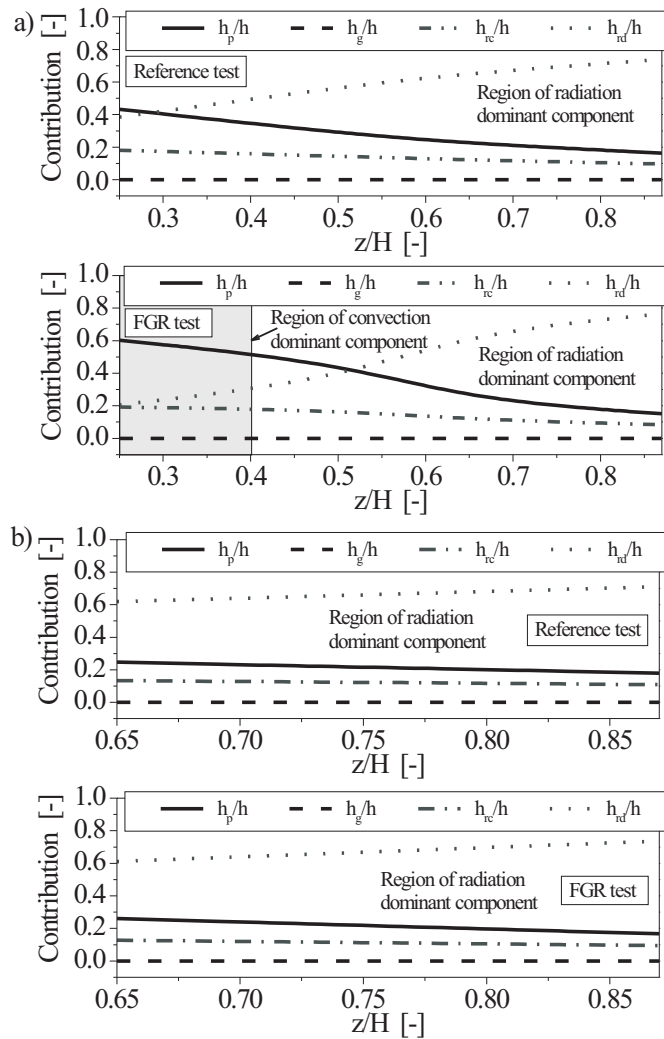 a)
h_p/h h_g/h h_rc/h h_rd/h
Reference test
Region of radiation
dominant component
Contribution [-]
1.0
0.8
0.6
0.4
0.2
0.0
0.3 0.4 0.5 0.6 0.7 0.8
z/H [-]
h_p/h h_g/h h_rc/h h_rd/h
FGR test
Region of convection
dominant component
Region of radiation
dominant component
Contribution [-]
1.0
0.8
0.6
0.4
0.2
0.0
0.3 0.4 0.5 0.6 0.7 0.8
z/H [-]
b)
h_p/h h_g/h h_rc/h h_rd/h
Region of radiation
dominant component
Reference test
Contribution [-]
1.0
0.8
0.6
0.4
0.2
0.0
0.65 0.70 0.75 0.80 0.85
z/H [-]
h_p/h h_g/h h_rc/h h_rd/h
Region of radiation
dominant component
FGR test
Contribution [-]
1.0
0.8
0.6
0.4
0.2
0.0
0.65 0.70 0.75 0.80 0.85
z/H [-]